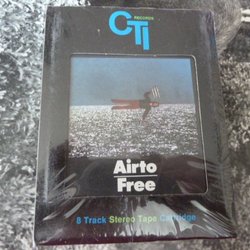 RECORDS
CTI
Airto
Free
8 Track Stereo Tape Cartridge